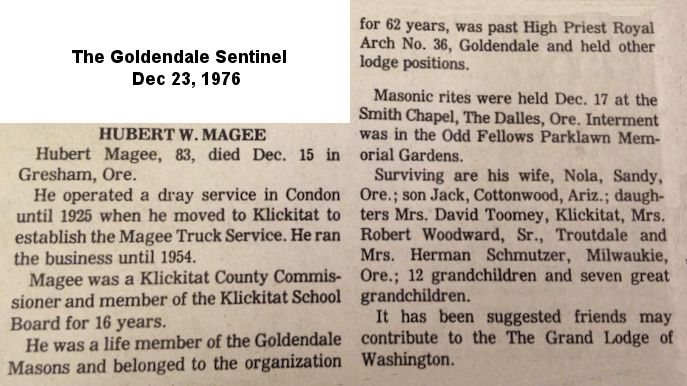 The Goldendale Sentinel
Dec 23, 1976
HUBERT W. MAGEE
Hubert Magee, 83, died Dec. 15 in
Gresham, Ore.
He operated a dray service in Condon
until 1925 when he moved to Klickitat to
establish the Magee Truck Service. He ran
the business until 1954.
Magee was a Klickitat County Commis-
sioner and member of the Klickitat School
Board for 16 years.
He was a life member of the Goldendale
Masons and belonged to the organization
for 62 years, was past High Priest Royal
Arch No. 36, Goldendale and held other
lodge positions.
Masonic rites were held Dec. 17 at the
Smith Chapel, The Dalles, Ore. Interment
was in the Odd Fellows Parklawn Mem-
orial Gardens.
Surviving are his wife, Nola, Sandy,
Ore.; son Jack, Cottonwood, Ariz.; daugh-
ters Mrs. David Toomey, Klickitat, Mrs.
Robert Woodward, Sr., Troutdale and
Mrs. Herman Schmutzer, Milwaukie,
Ore.; 12 grandchildren and seven great
grandchildren.
It has been suggested friends may
contribute to the The Grand Lodge of
Washington.